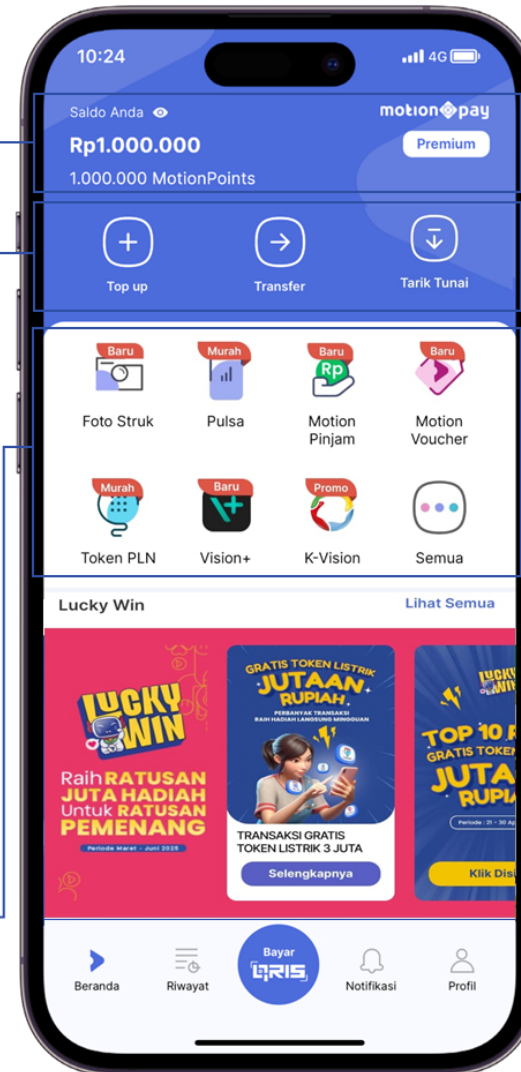 10:24
4G
Saldo Anda
motion pay
Rp1.000.000
Premium
1.000.000 MotionPoints
Top up
Transfer
Tarik Tunai
Baru
Murah
Baru
Baru
Rp
Foto Struk
Pulsa
Motion
Pinjam
Motion
Voucher
Murah
Baru
Promo
V+
Token PLN
Vision+
K-Vision
Semua
Lucky Win
Lihat Semua
LUCKY
WIN
Raih RATUSAN
JUTA HADIAH
Untuk RATUSAN
PEMENANG
Periode Maret - Juni 2025
GRATIS TOKEN LISTRIK
JUTAAN
RUPIAH
PERBANYAK TRANSAKSI
RAIH HADIAH LANGSUNG MINGGUAN
TRANSAKSI GRATIS
TOKEN LISTRIK 3 JUTA
Selengkapnya
TOP 10
GRATIS TOKEN
Klik
Beranda
Riwayat
Bayar
QRIS
Notifikasi
Profil